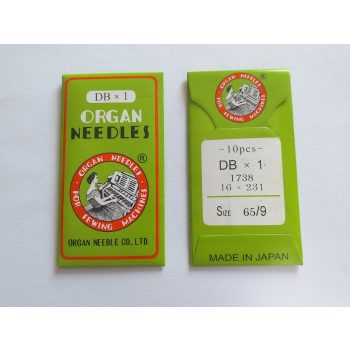 DB × 1
ORGAN
NEEDLES
ORGAN NEEDLES
FOR SEWING MACHINES
®
ORGAN NEEDLE CO., LTD.
ORGAN NEEDLES
FOR SEWING MACHINES
®
-10pcs-
DB × 1
1738
16 × 231
SIZE 65/9
MADE IN JAPAN